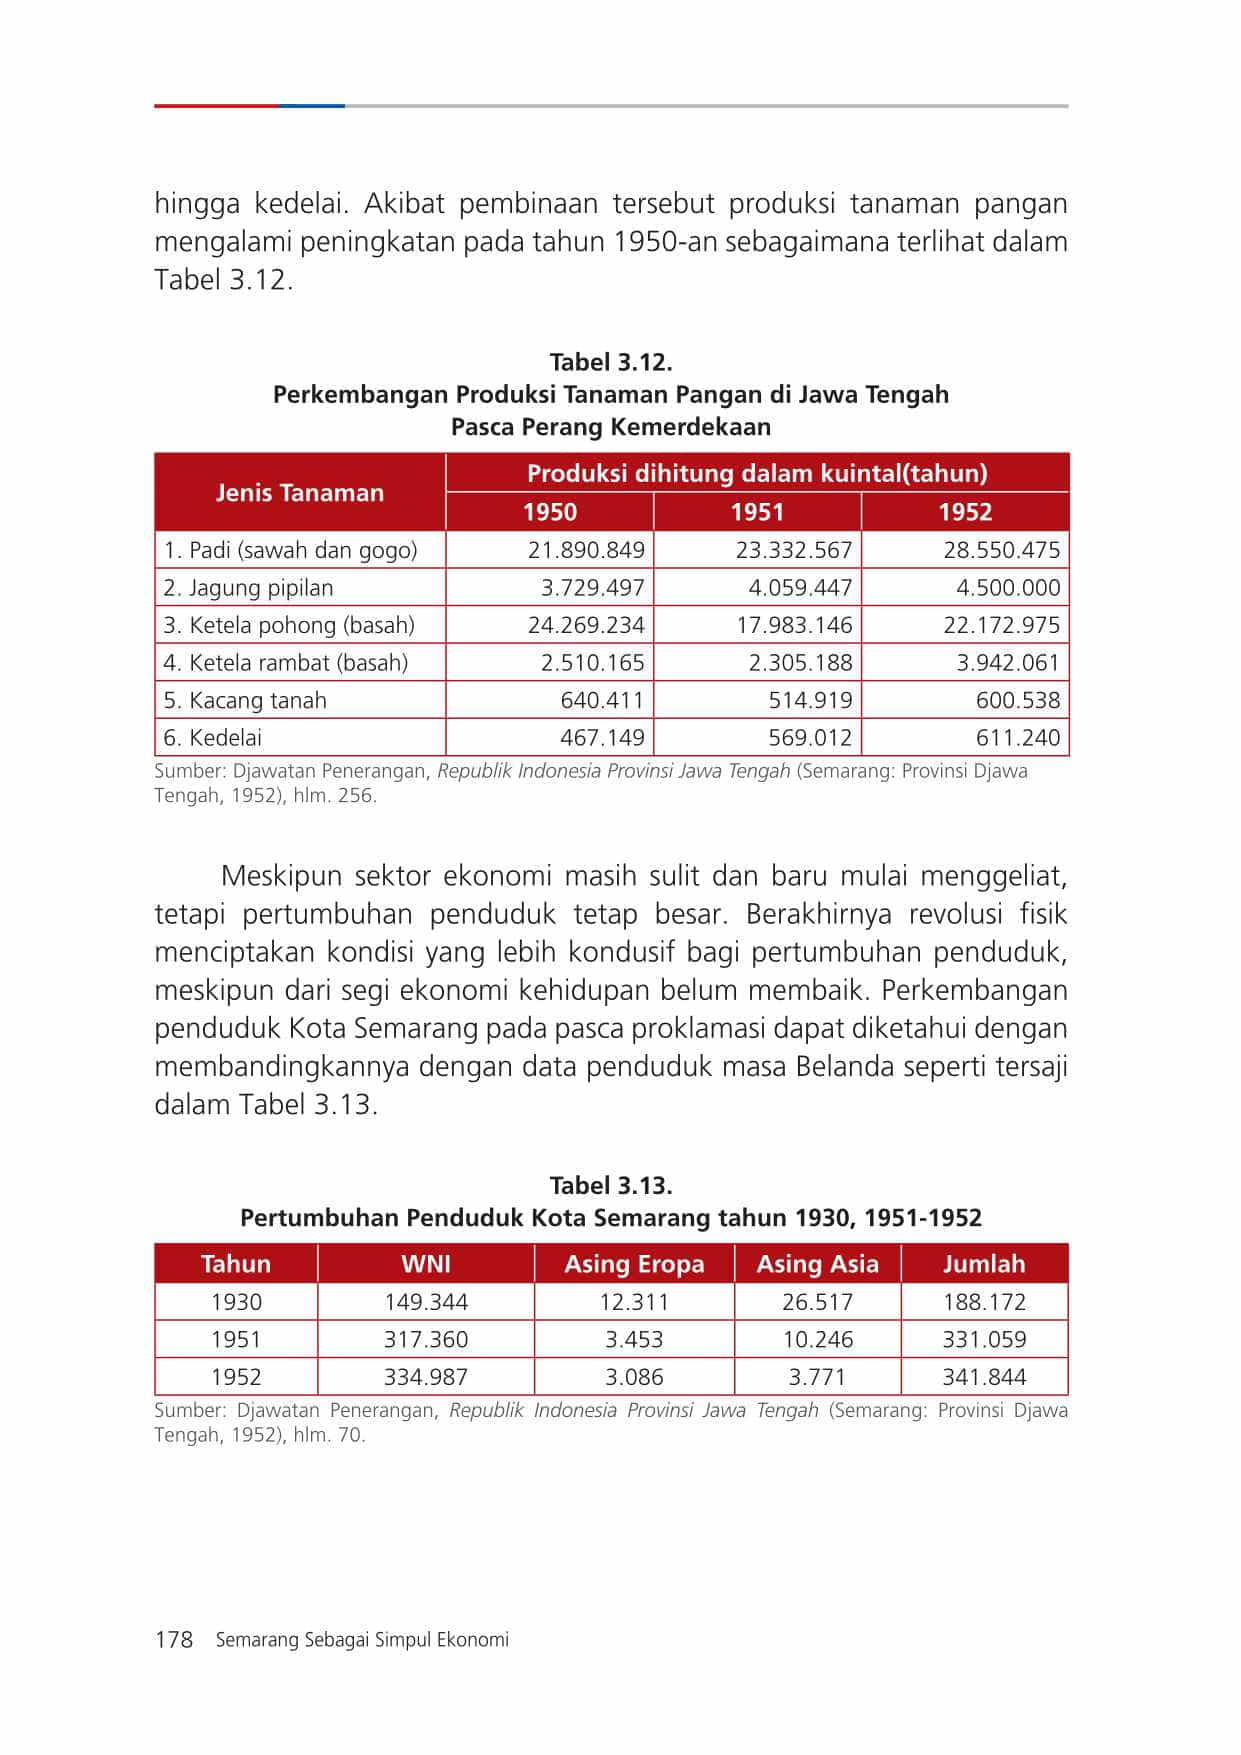 hingga kedelai. Akibat pembinaan tersebut produksi tanaman pangan
mengalami peningkatan pada tahun 1950-an sebagaimana terlihat dalam
Tabel 3.12.
Tabel 3.12.
Perkembangan Produksi Tanaman Pangan di Jawa Tengah
Pasca Perang Kemerdekaan
Jenis Tanaman Produksi dihitung dalam kuintal(tahun)
1950 1951 1952
1. Padi (sawah dan gogo) 21.890.849 23.332.567 28.550.475
2. Jagung pipilan 3.729.497 4.059.447 4.500.000
3. Ketela pohong (basah) 24.269.234 17.983.146 22.172.975
4. Ketela rambat (basah) 2.510.165 2.305.188 3.942.061
5. Kacang tanah 640.411 514.919 600.538
6. Kedelai 467.149 569.012 611.240
Sumber: Djawatan Penerangan, Republik Indonesia Provinsi Jawa Tengah (Semarang: Provinsi Djawa
Tengah, 1952), hlm. 256.
Meskipun sektor ekonomi masih sulit dan baru mulai menggeliat,
tetapi pertumbuhan penduduk tetap besar. Berakhirnya revolusi fisik
menciptakan kondisi yang lebih kondusif bagi pertumbuhan penduduk,
meskipun dari segi ekonomi kehidupan belum membaik. Perkembangan
penduduk Kota Semarang pada pasca proklamasi dapat diketahui dengan
membandingkannya dengan data penduduk masa Belanda seperti tersaji
dalam Tabel 3.13.
Tabel 3.13.
Pertumbuhan Penduduk Kota Semarang tahun 1930, 1951-1952
Tahun WNI Asing Eropa Asing Asia Jumlah
1930 149.344 12.311 26.517 188.172
1951 317.360 3.453 10.246 331.059
1952 334.987 3.086 3.771 341.844
Sumber: Djawatan Penerangan, Republik Indonesia Provinsi Jawa Tengah (Semarang: Provinsi Djawa
Tengah, 1952), hlm. 70.
178 Semarang Sebagai Simpul Ekonomi